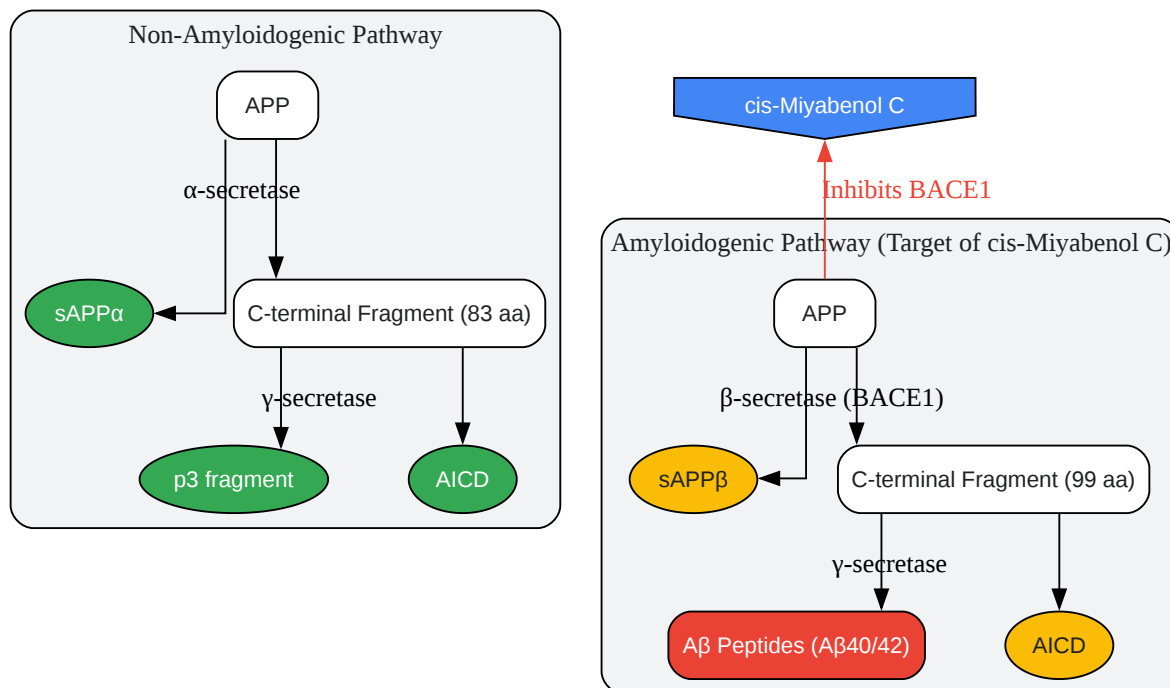 Non-Amyloidogenic Pathway
APP
α-secretase
sAPPα
C-terminal Fragment (83 aa)
γ-secretase
p3 fragment
AICD
cis-Miyabenol C
Inhibits BACE1
Amyloidogenic Pathway (Target of cis-Miyabenol C)
APP
β-secretase (BACE1)
sAPPβ
C-terminal Fragment (99 aa)
γ-secretase
Aβ Peptides (Aβ40/42)
AICD